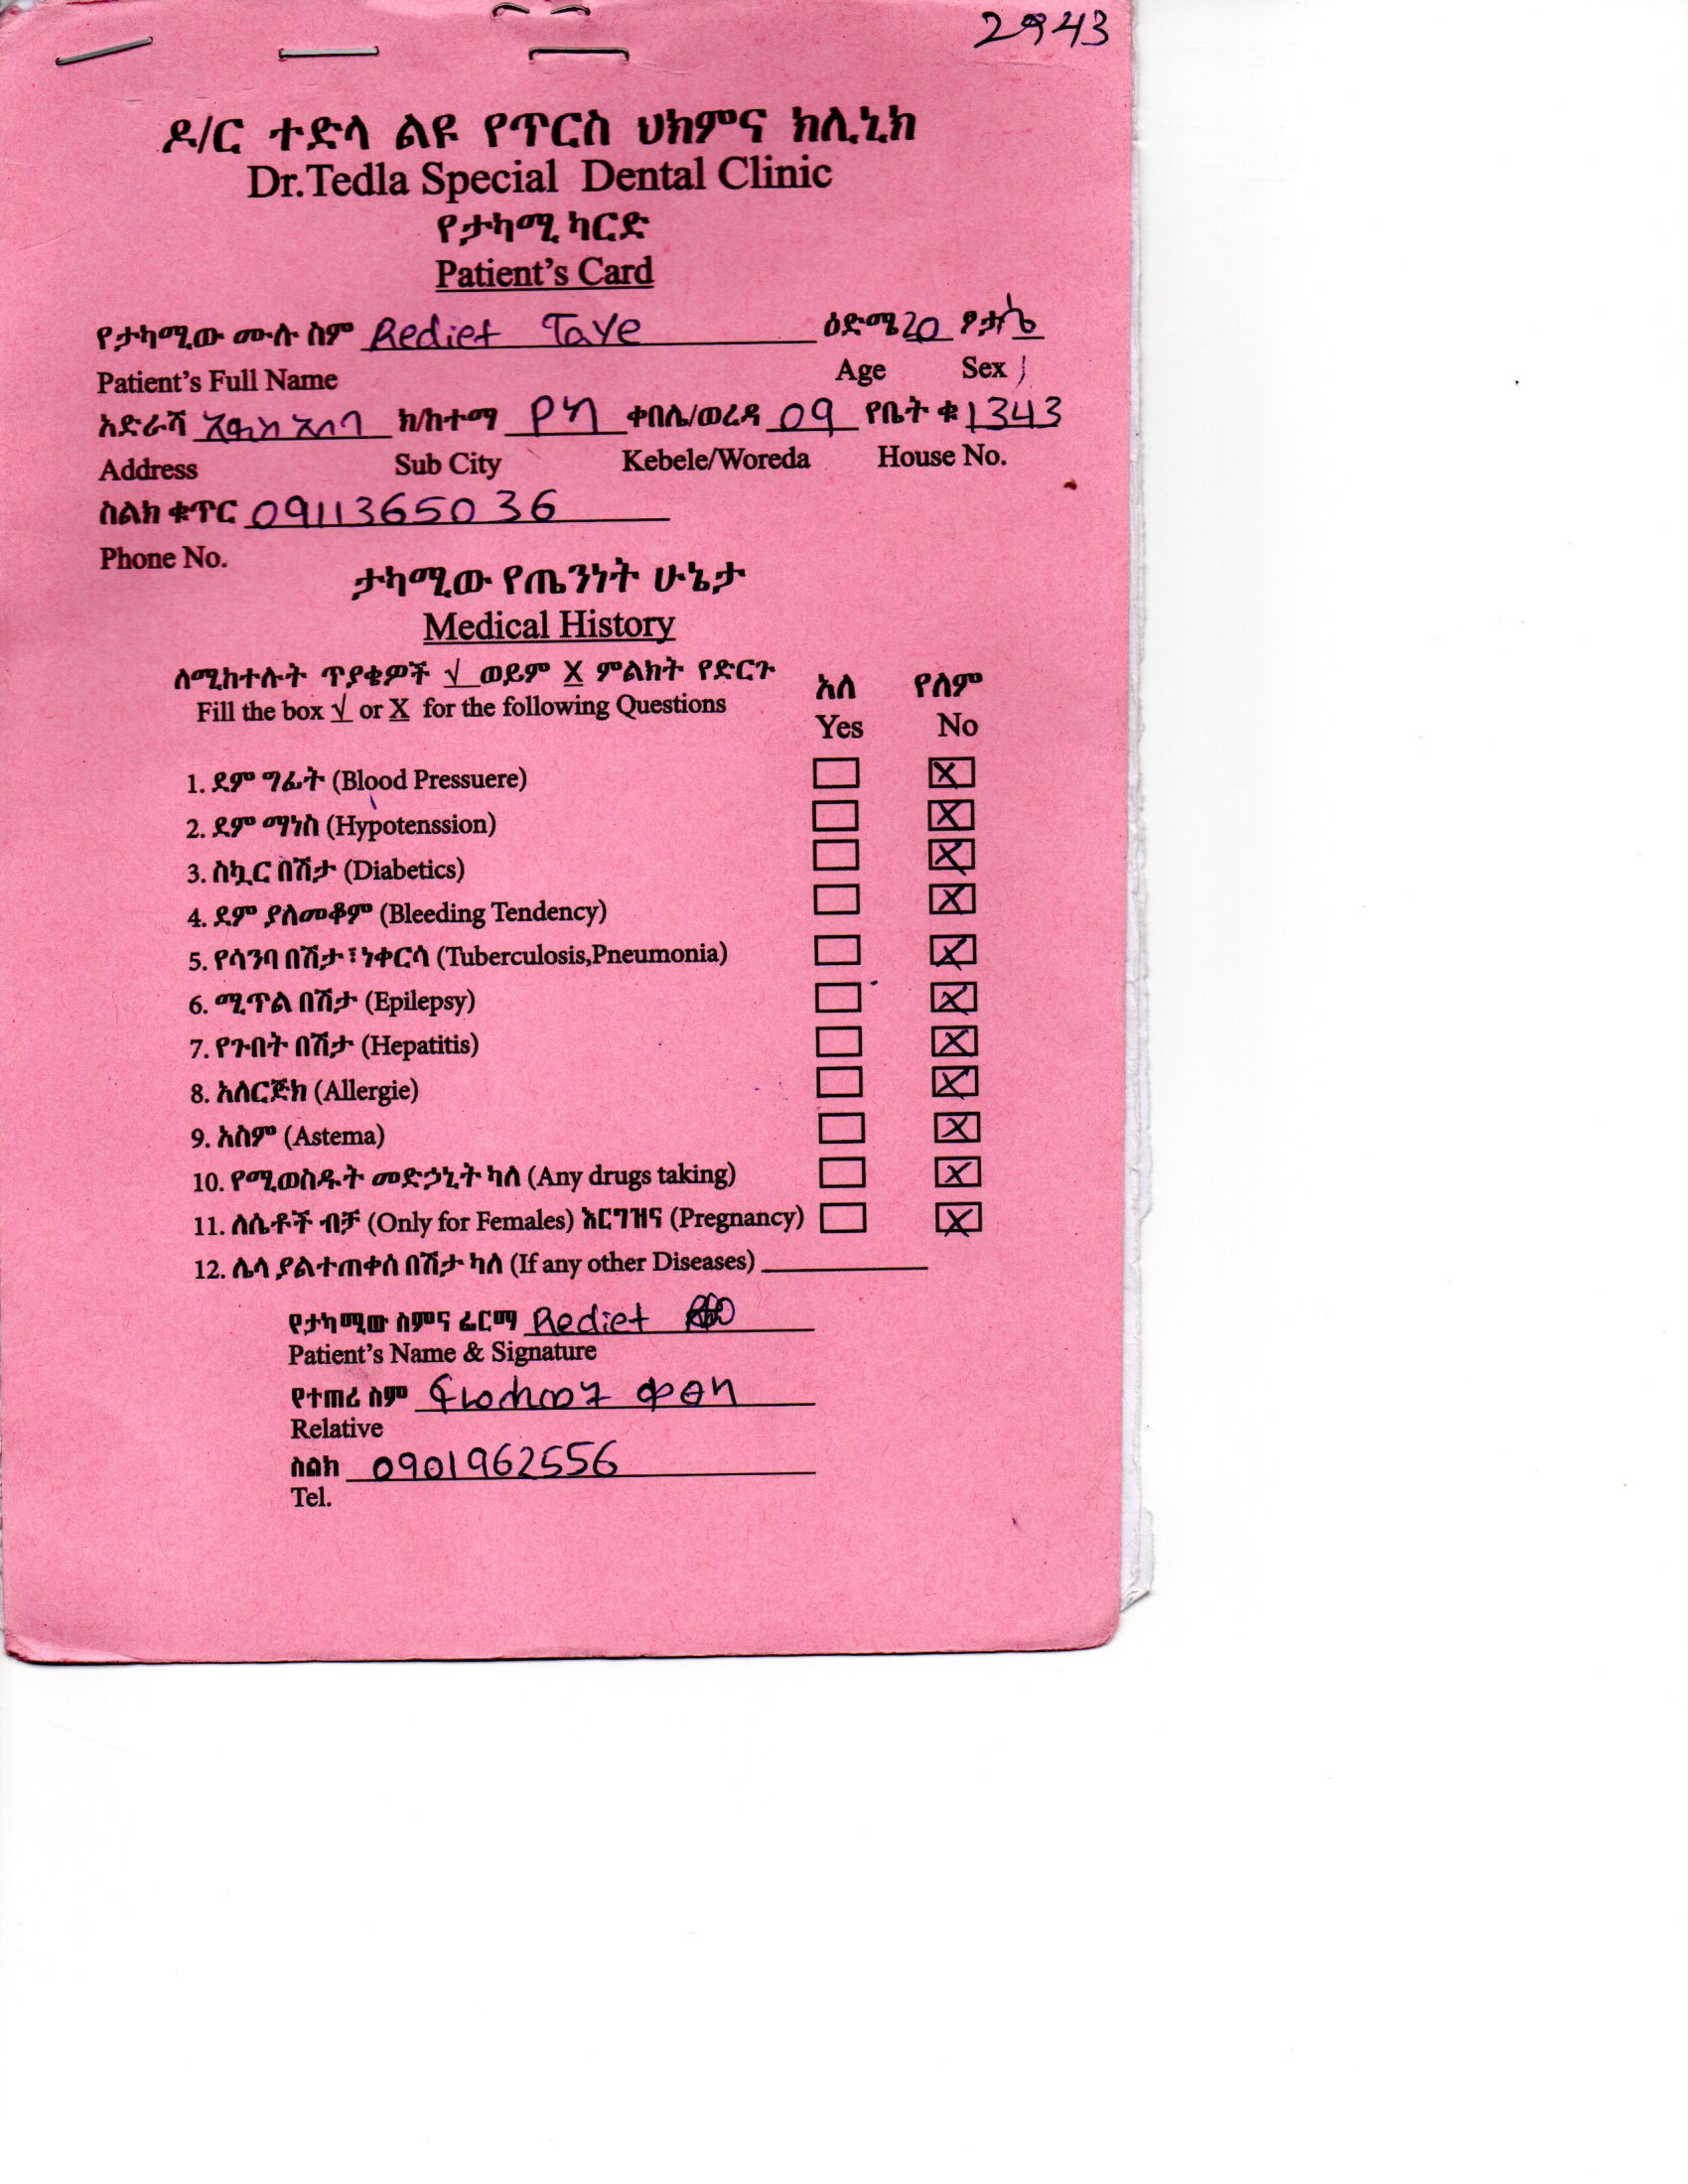 2943
ዶ/ር ተድላ ልዩ የጥርስ ህክምና ክሊኒክ
Dr.Tedla Special Dental Clinic
የታካሚ ካርድ
Patient's Card
የታካሚው ሙሉ ስም Rediet Taye ዕድሜ 20 ፆታ ሴ
Patient's Full Name Age Sex
አድራሻ አዲስ አበባ ክ/ከተማ የካ ቀበሌ/ወረዳ 09 የቤት ቁ 1343
Address Sub City Kebele/Woreda House No.
ስልክ ቁጥር 0911365036
Phone No.
ታካሚው የጤንነት ሁኔታ
Medical History
ለሚከተሉት ጥያቄዎች √ ወይም X ምልክት የድርጉ አለ የለም
Fill the box √ or X for the following Questions Yes No
1. ደም ግፊት (Blood Pressuere) X
2. ደም ማነስ (Hypotenssion) X
3. ስኳር በሽታ (Diabetics) X
4. ደም ያለመቆም (Bleeding Tendency) X
5. የሳንባ በሽታ፣ ነቀርሳ (Tuberculosis,Pneumonia) X
6. ሚጥል በሽታ (Epilepsy) X
7. የጉበት በሽታ (Hepatitis) X
8. አለርጅክ (Allergie) X
9. አስም (Astema) X
10. የሚወስዱት መድኃኒት ካለ (Any drugs taking) X
11. ለሴቶች ብቻ (Only for Females) እርግዝና (Pregnancy) X
12. ሌላ ያልተጠቀሰ በሽታ ካለ (If any other Diseases)
የታካሚው ስምና ፊርማ Rediet
Patient's Name & Signature
የተጠሪ ስም
Relative
ስልክ 0901962556
Tel.